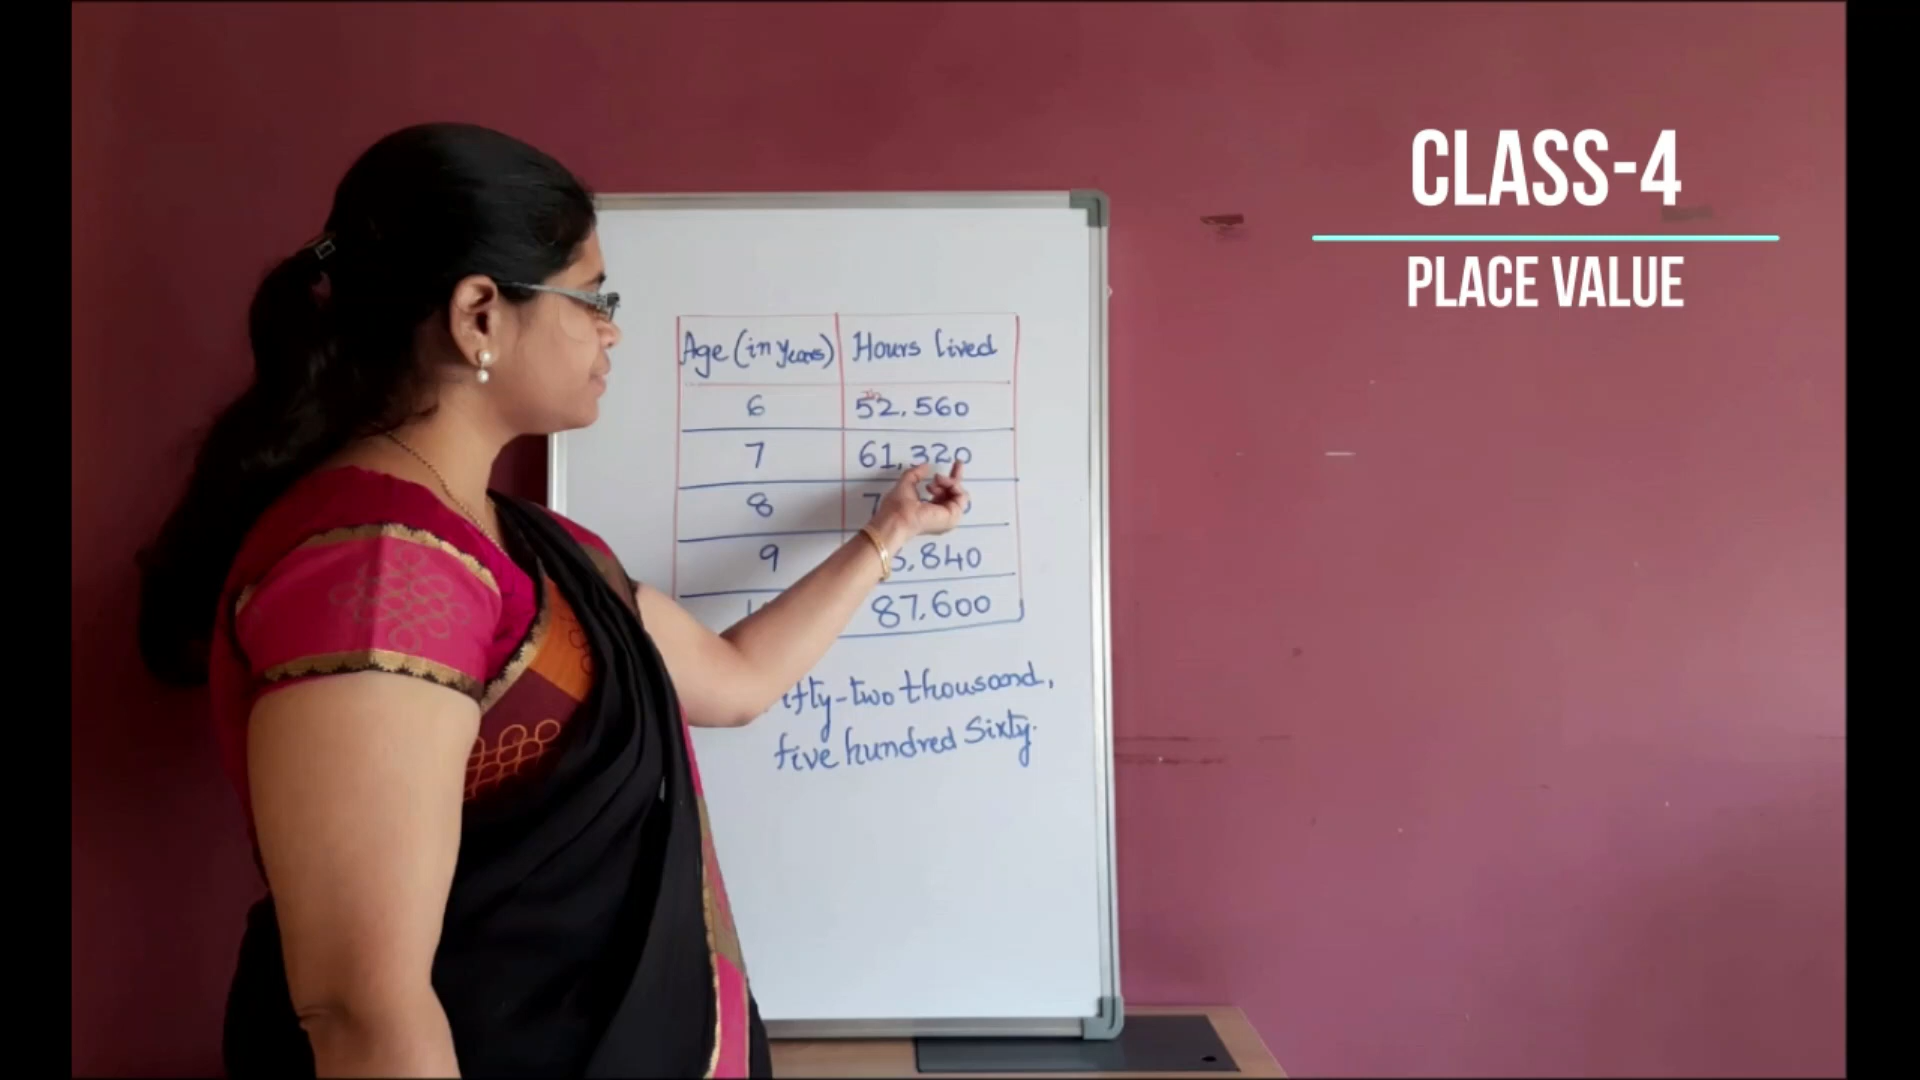 CLASS-4
PLACE VALUE
Age (in years) Hours lived
6 52,560
7 61,320
8
9 ,840
87,600
thousand,
five hundred Sixty.